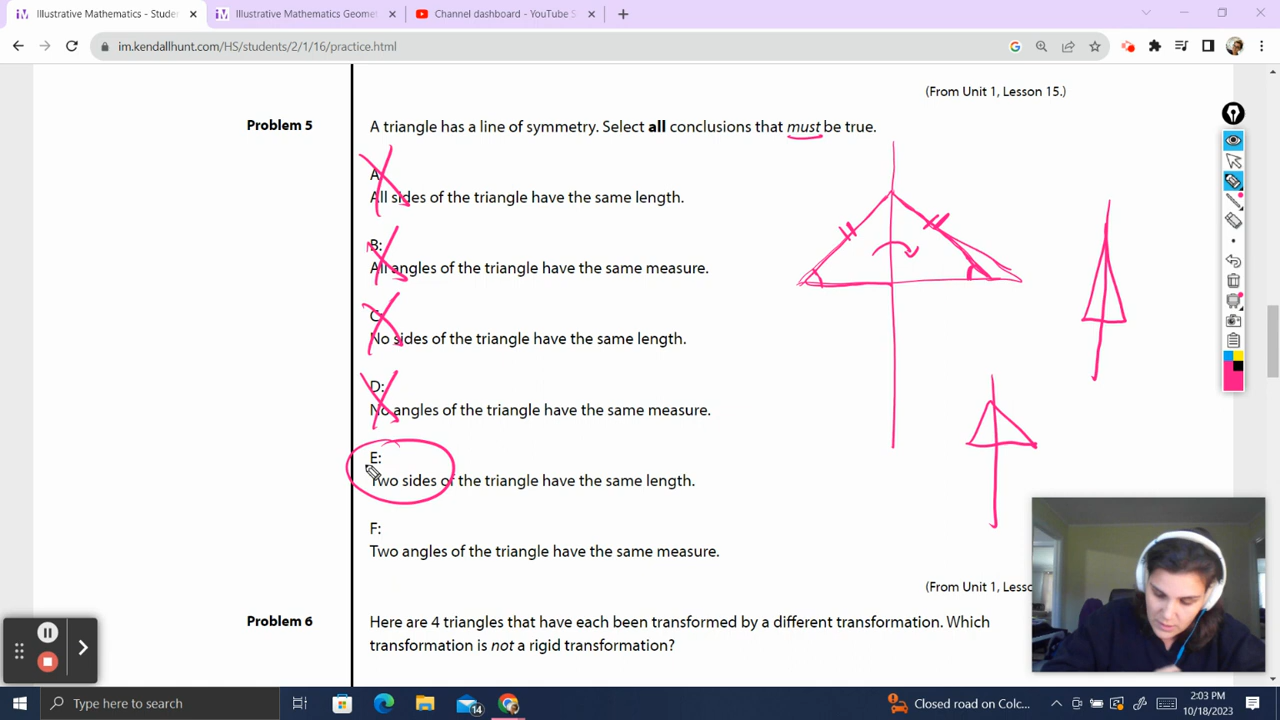 Illustrative Mathematics - Studen
Illustrative Mathematics Geomet
Channel dashboard - YouTube S
im.kendallhunt.com/HS/students/2/1/16/practice.html
(From Unit 1, Lesson 15.)
Problem 5
A triangle has a line of symmetry. Select all conclusions that must be true.
A:
All sides of the triangle have the same length.
B:
All angles of the triangle have the same measure.
C:
No sides of the triangle have the same length.
D:
No angles of the triangle have the same measure.
E:
Two sides of the triangle have the same length.
F:
Two angles of the triangle have the same measure.
(From Unit 1, Lesso
Problem 6
Here are 4 triangles that have each been transformed by a different transformation. Which
transformation is not a rigid transformation?
Type here to search
14
Closed road on Colc...
2:03 PM
10/18/2023